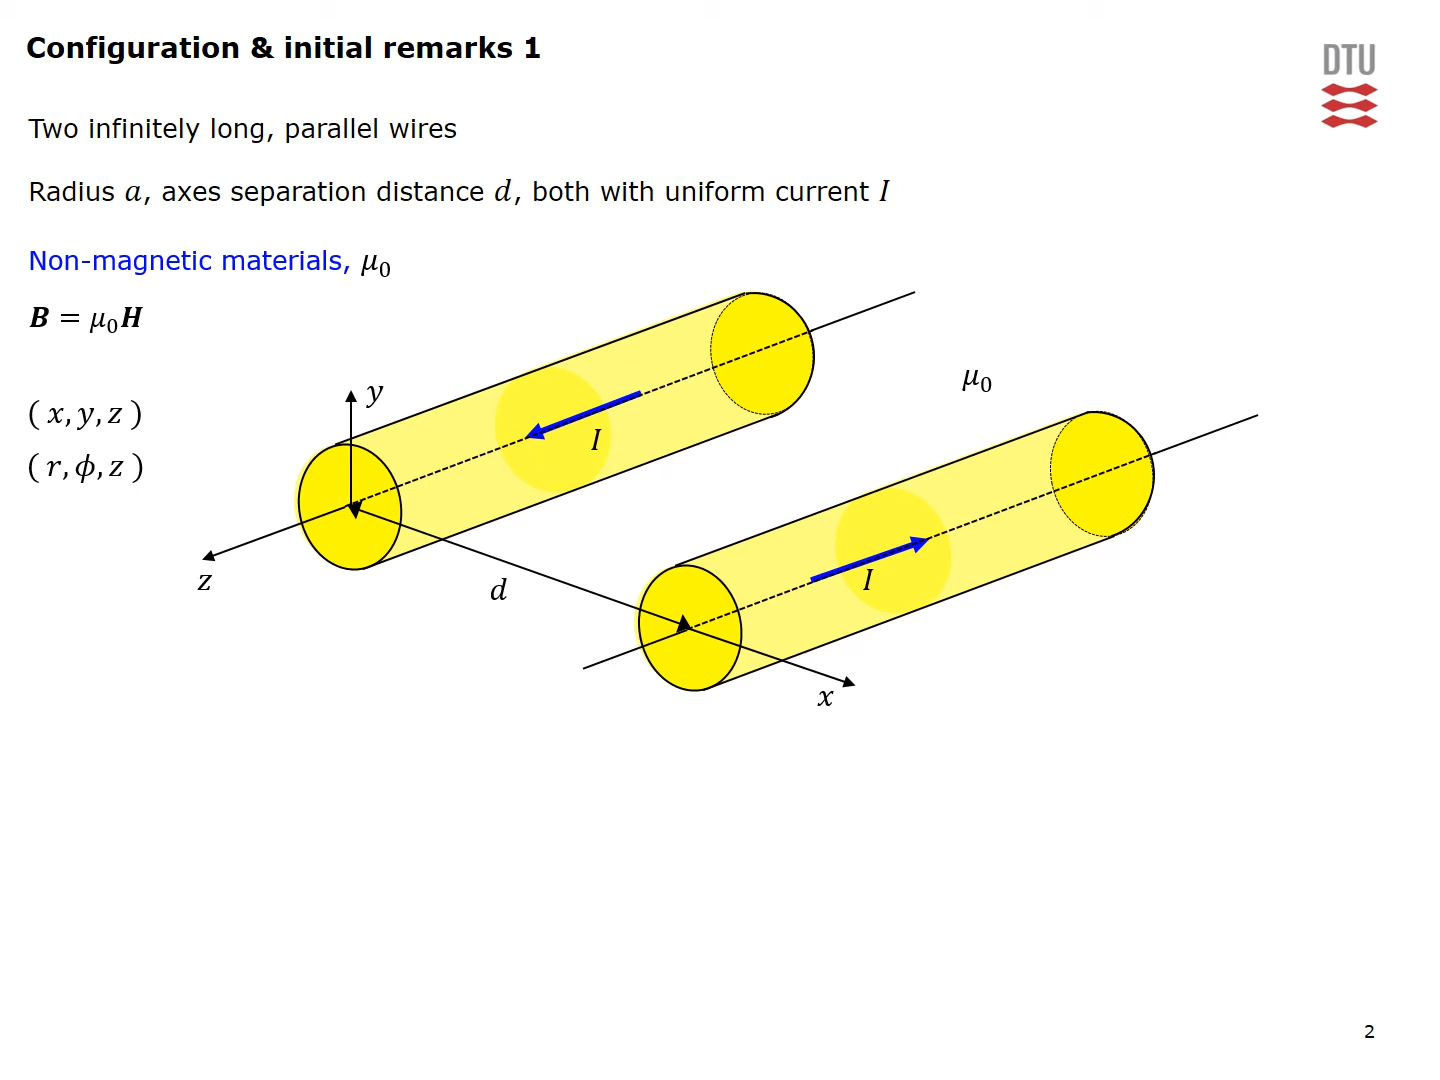 Configuration & initial remarks 1
DTU
Two infinitely long, parallel wires
Radius a, axes separation distance d, both with uniform current I
Non-magnetic materials, μ₀
B = μ₀H
μ₀
y
( x, y, z )
I
( r, ϕ, z )
z
d
I
x
2